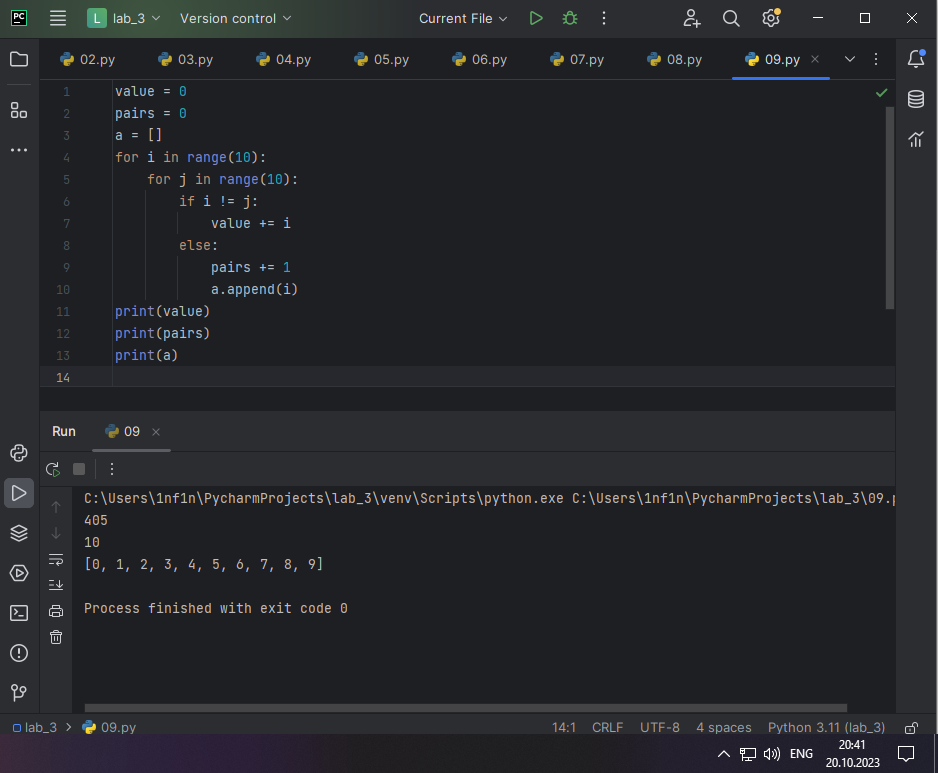 PC L lab_3 Version control Current File
02.py 03.py 04.py 05.py 06.py 07.py 08.py 09.py
1 value = 0
2 pairs = 0
3 a = []
4 for i in range(10):
5 for j in range(10):
6 if i != j:
7 value += i
8 else:
9 pairs += 1
10 a.append(i)
11 print(value)
12 print(pairs)
13 print(a)
14
Run 09
C:\Users\1nf1n\PycharmProjects\lab_3\venv\Scripts\python.exe C:\Users\1nf1n\PycharmProjects\lab_3\09.p
405
10
[0, 1, 2, 3, 4, 5, 6, 7, 8, 9]
Process finished with exit code 0
lab_3 09.py 14:1 CRLF UTF-8 4 spaces Python 3.11 (lab_3)
ENG 20:41
20.10.2023